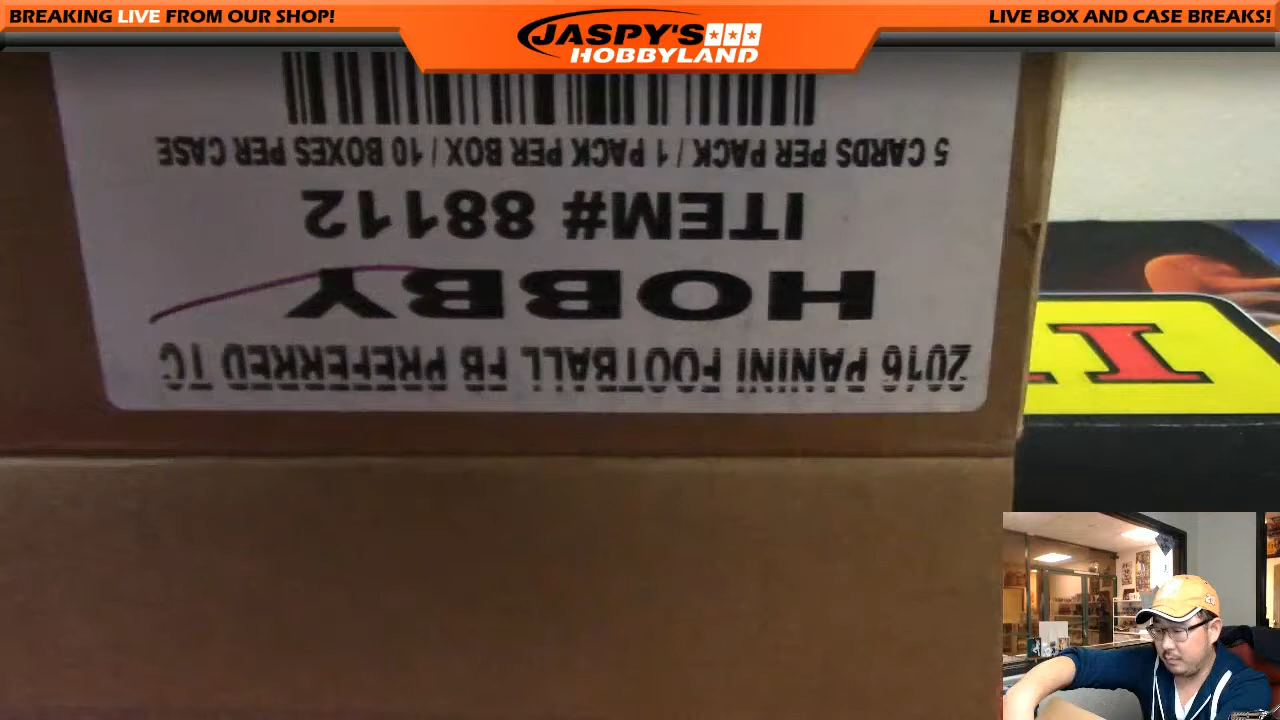 BREAKING LIVE FROM OUR SHOP!
JASPY'S
HOBBYLAND
LIVE BOX AND CASE BREAKS!
2016 PANINI FOOTBALL FB PREFERRED TC
HOBBY
ITEM# 88112
5 CARDS PER PACK / 1 PACK PER BOX / 10 BOXES PER CASE
I